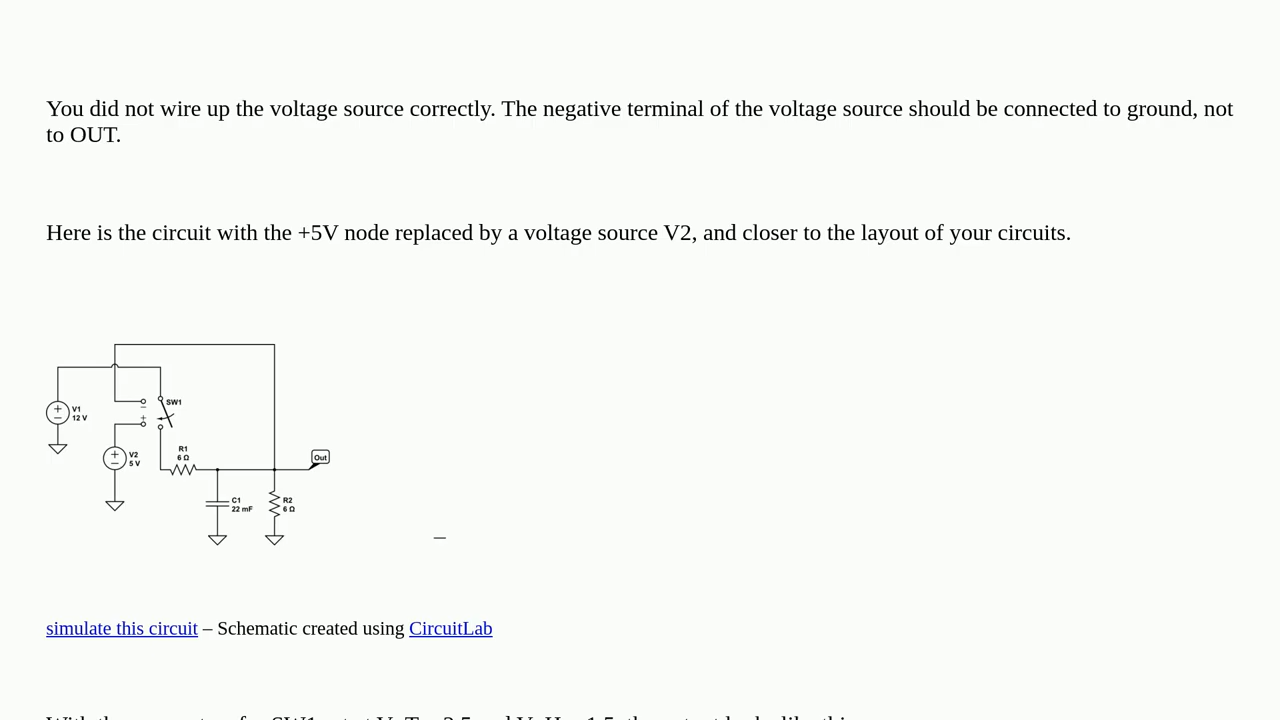 You did not wire up the voltage source correctly. The negative terminal of the voltage source should be connected to ground, not
to OUT.
Here is the circuit with the +5V node replaced by a voltage source V2, and closer to the layout of your circuits.
V1
12 V
SW1
V2
5 V
R1
6 Ω
Out
C1
22 mF
R2
6 Ω
simulate this circuit – Schematic created using CircuitLab